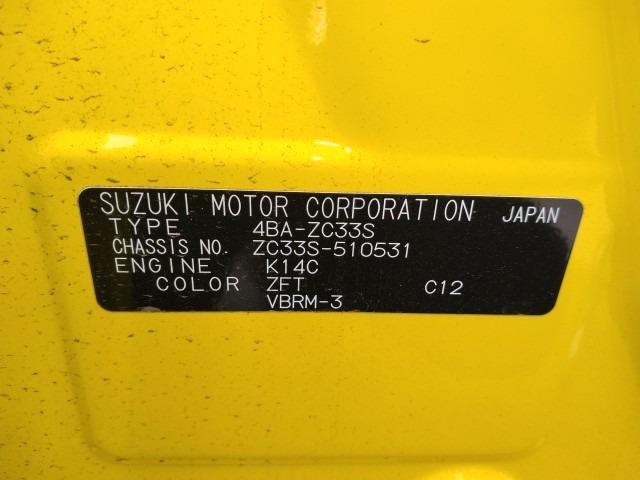 SUZUKI MOTOR CORPORATION JAPAN
TYPE 4BA-ZC33S
CHASSIS NO. ZC33S-510531
ENGINE K14C
COLOR ZFT C12
VBRM-3